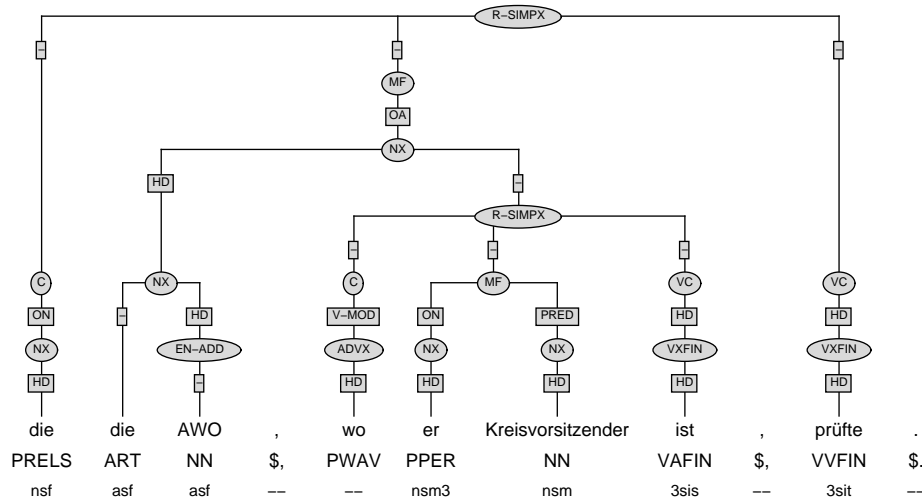 R−SIMPX
− − −
MF
OA
NX
HD −
R−SIMPX
− − −
C NX C MF VC VC
ON − HD V−MOD ON PRED HD HD
NX EN−ADD ADVX NX NX VXFIN VXFIN
HD − HD HD HD HD HD
die die AWO , wo er Kreisvorsitzender ist , prüfte .
PRELS ART NN $, PWAV PPER NN VAFIN $, VVFIN $.
nsf asf asf −− −− nsm3 nsm 3sis −− 3sit −−